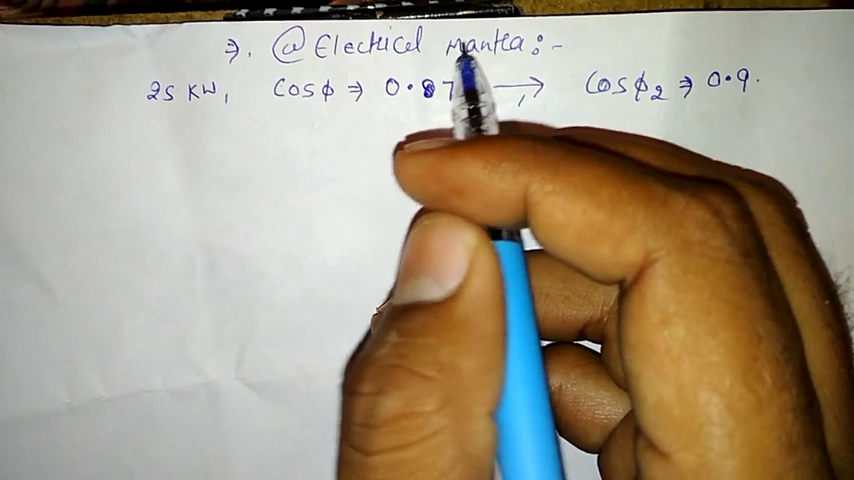 ⇒. @ Electrical Mantra:-
25 KW, Cosϕ ⇒ 0.87 → Cosϕ₂ ⇒ 0.9.